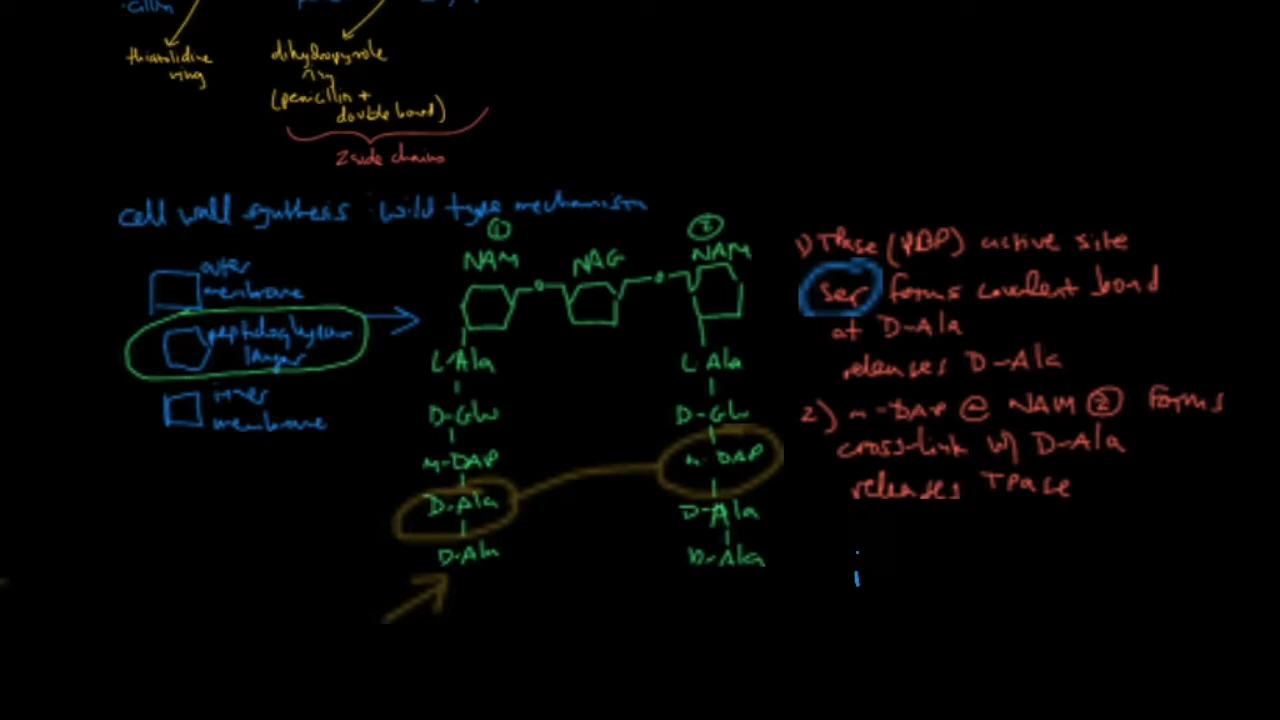 cillin
thiazolidine
ring
dihydropyrole
ring
(penicillin +
double bond)
2 side chains
cell wall synthesis : wild type mechanism
outer
membrane
peptidoglycan
layer
inner
membrane
① ②
NAM NAG NAM
o o
L-Ala L-Ala
D-Glu D-Glu
m-DAP m-DAP
D-Ala D-Ala
D-Ala D-Ala
1) TPase (PBP) active site
Ser forms covalent bond
at D-Ala
releases D-Ala
2) m-DAP @ NAM ② forms
cross-link w/ D-Ala
releases TPase